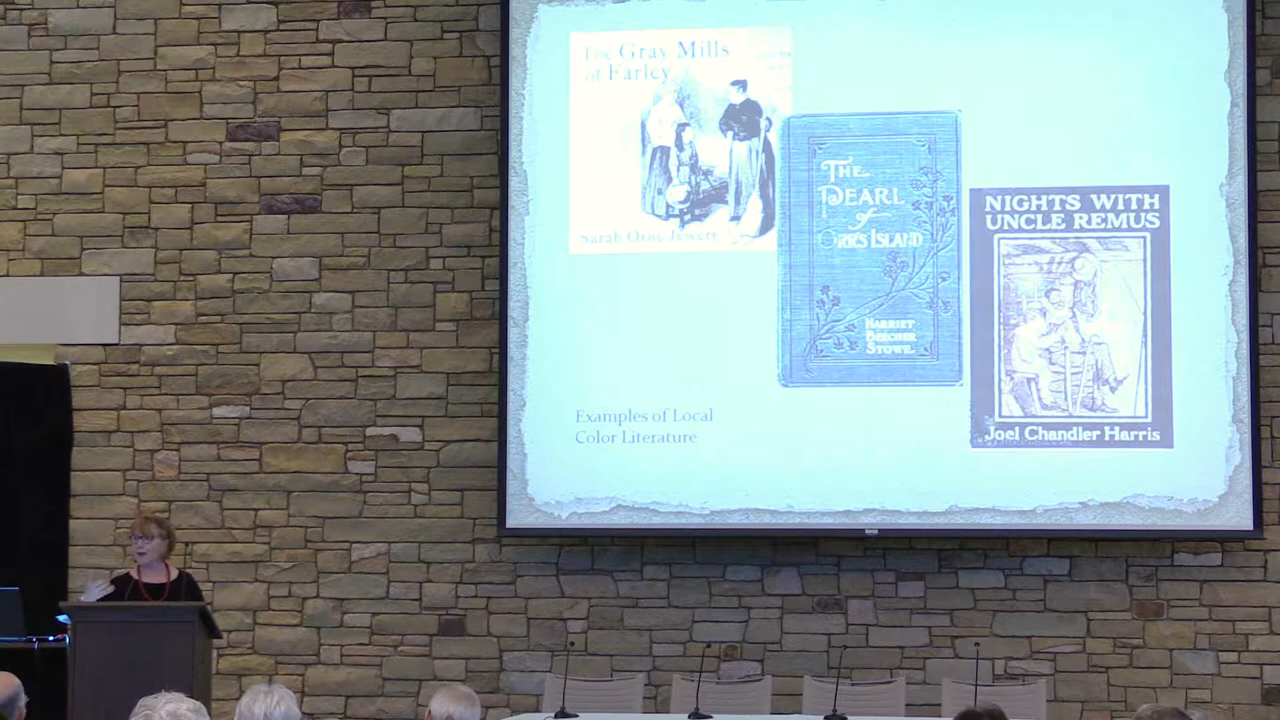 The Gray Mills
of Farley
Sarah Orne Jewett
THE
PEARL
of
ORR'S ISLAND
HARRIET
BEECHER
STOWE.
NIGHTS WITH
UNCLE REMUS
Joel Chandler Harris
Examples of Local
Color Literature